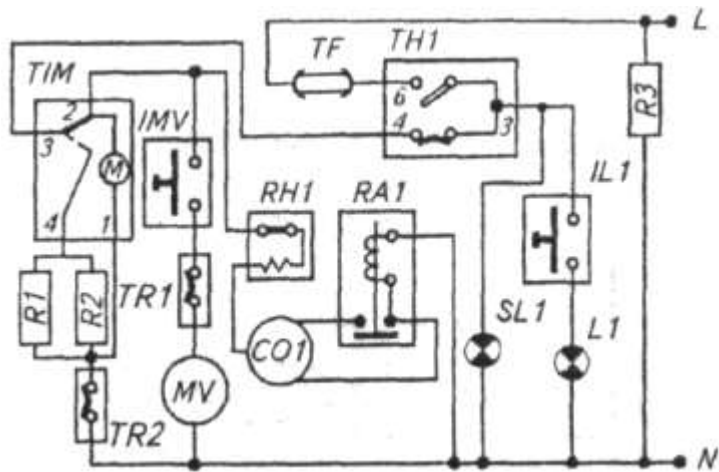 L
TF
TH1
TIM
6
R3
2
IMV
4
3
3
M
IL1
RH1
RA1
4
1
TR1
R1
R2
SL1
L1
CO1
MV
TR2
N